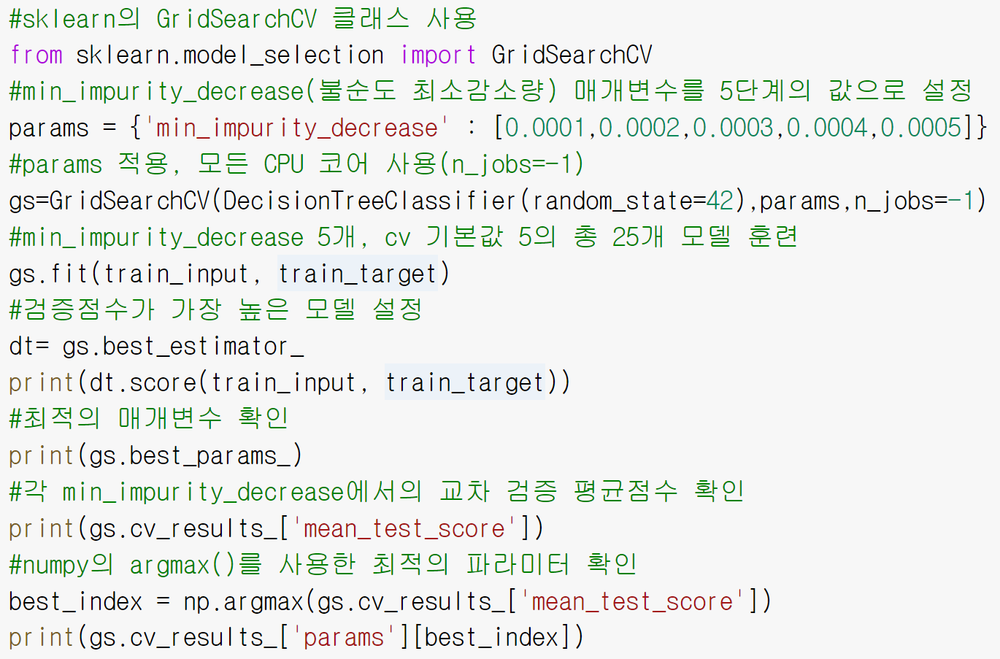 #sklearn의 GridSearchCV 클래스 사용
from sklearn.model_selection import GridSearchCV
#min_impurity_decrease(불순도 최소감소량) 매개변수를 5단계의 값으로 설정
params = {'min_impurity_decrease' : [0.0001,0.0002,0.0003,0.0004,0.0005]}
#params 적용, 모든 CPU 코어 사용(n_jobs=-1)
gs=GridSearchCV(DecisionTreeClassifier(random_state=42),params,n_jobs=-1)
#min_impurity_decrease 5개, cv 기본값 5의 총 25개 모델 훈련
gs.fit(train_input, train_target)
#검증점수가 가장 높은 모델 설정
dt= gs.best_estimator_
print(dt.score(train_input, train_target))
#최적의 매개변수 확인
print(gs.best_params_)
#각 min_impurity_decrease에서의 교차 검증 평균점수 확인
print(gs.cv_results_['mean_test_score'])
#numpy의 argmax()를 사용한 최적의 파라미터 확인
best_index = np.argmax(gs.cv_results_['mean_test_score'])
print(gs.cv_results_['params'][best_index])